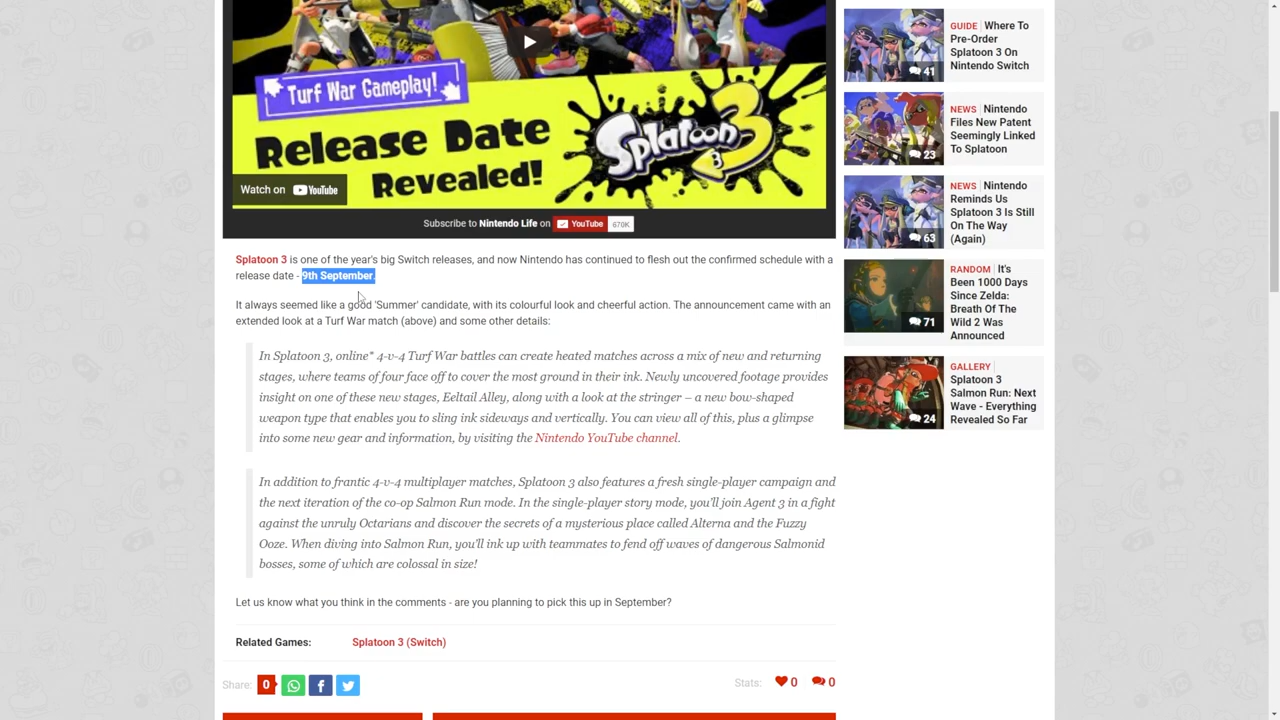 Turf War Gameplay!
Release Date
Revealed!
Splatoon 3
Watch on YouTube
Subscribe to Nintendo Life on YouTube 670K
Splatoon 3 is one of the year's big Switch releases, and now Nintendo has continued to flesh out the confirmed schedule with a
release date - 9th September.
It always seemed like a good 'Summer' candidate, with its colourful look and cheerful action. The announcement came with an
extended look at a Turf War match (above) and some other details:
In Splatoon 3, online* 4-v-4 Turf War battles can create heated matches across a mix of new and returning
stages, where teams of four face off to cover the most ground in their ink. Newly uncovered footage provides
insight on one of these new stages, Eeltail Alley, along with a look at the stringer – a new bow-shaped
weapon type that enables you to sling ink sideways and vertically. You can view all of this, plus a glimpse
into some new gear and information, by visiting the Nintendo YouTube channel.
In addition to frantic 4-v-4 multiplayer matches, Splatoon 3 also features a fresh single-player campaign and
the next iteration of the co-op Salmon Run mode. In the single-player story mode, you'll join Agent 3 in a fight
against the unruly Octarians and discover the secrets of a mysterious place called Alterna and the Fuzzy
Ooze. When diving into Salmon Run, you'll ink up with teammates to fend off waves of dangerous Salmonid
bosses, some of which are colossal in size!
Let us know what you think in the comments - are you planning to pick this up in September?
Related Games: Splatoon 3 (Switch)
Share: 0
Stats: 0 0
GUIDE Where To
Pre-Order
Splatoon 3 On
Nintendo Switch
41
NEWS Nintendo
Files New Patent
Seemingly Linked
To Splatoon
23
NEWS Nintendo
Reminds Us
Splatoon 3 Is Still
On The Way
(Again)
63
RANDOM It's
Been 1000 Days
Since Zelda:
Breath Of The
Wild 2 Was
Announced
71
GALLERY
Splatoon 3
Salmon Run: Next
Wave - Everything
Revealed So Far
24